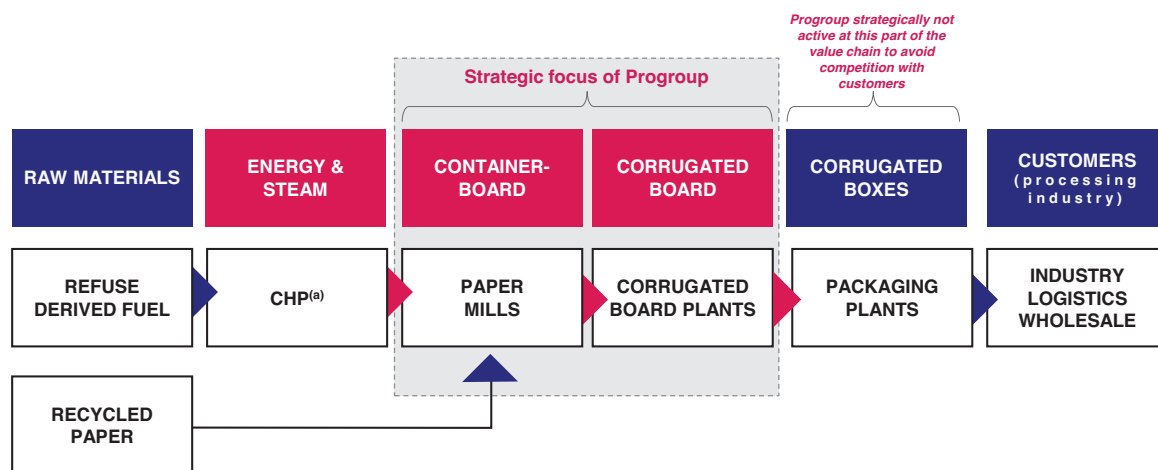 Progroup strategically not
active at this part of the
value chain to avoid
competition with
customers
Strategic focus of Progroup
RAW MATERIALS
ENERGY &
STEAM
CONTAINER-
BOARD
CORRUGATED
BOARD
CORRUGATED
BOXES
CUSTOMERS
(processing
industry)
REFUSE
DERIVED FUEL
CHP(a)
PAPER
MILLS
CORRUGATED
BOARD PLANTS
PACKAGING
PLANTS
INDUSTRY
LOGISTICS
WHOLESALE
RECYCLED
PAPER